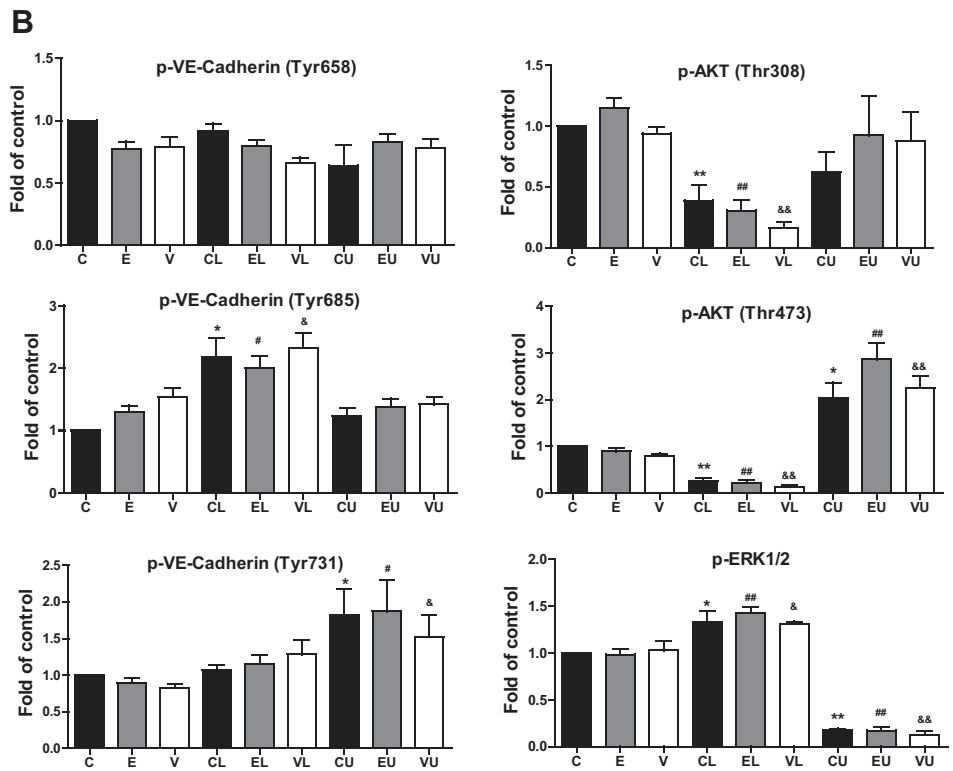 B
p-VE-Cadherin (Tyr658)
Fold of control
1.5
1.0
0.5
0.0
C E V CL EL VL CU EU VU
p-AKT (Thr308)
Fold of control
1.5
1.0
0.5
0.0
** ## &&
C E V CL EL VL CU EU VU
p-VE-Cadherin (Tyr685)
Fold of control
3
2
1
0
* # &
C E V CL EL VL CU EU VU
p-AKT (Thr473)
Fold of control
4
3
2
1
0
** ## && * ## &&
C E V CL EL VL CU EU VU
p-VE-Cadherin (Tyr731)
Fold of control
2.5
2.0
1.5
1.0
0.5
0.0
* # &
C E V CL EL VL CU EU VU
p-ERK1/2
Fold of control
2.0
1.5
1.0
0.5
0.0
* ## & ** ## &&
C E V CL EL VL CU EU VU